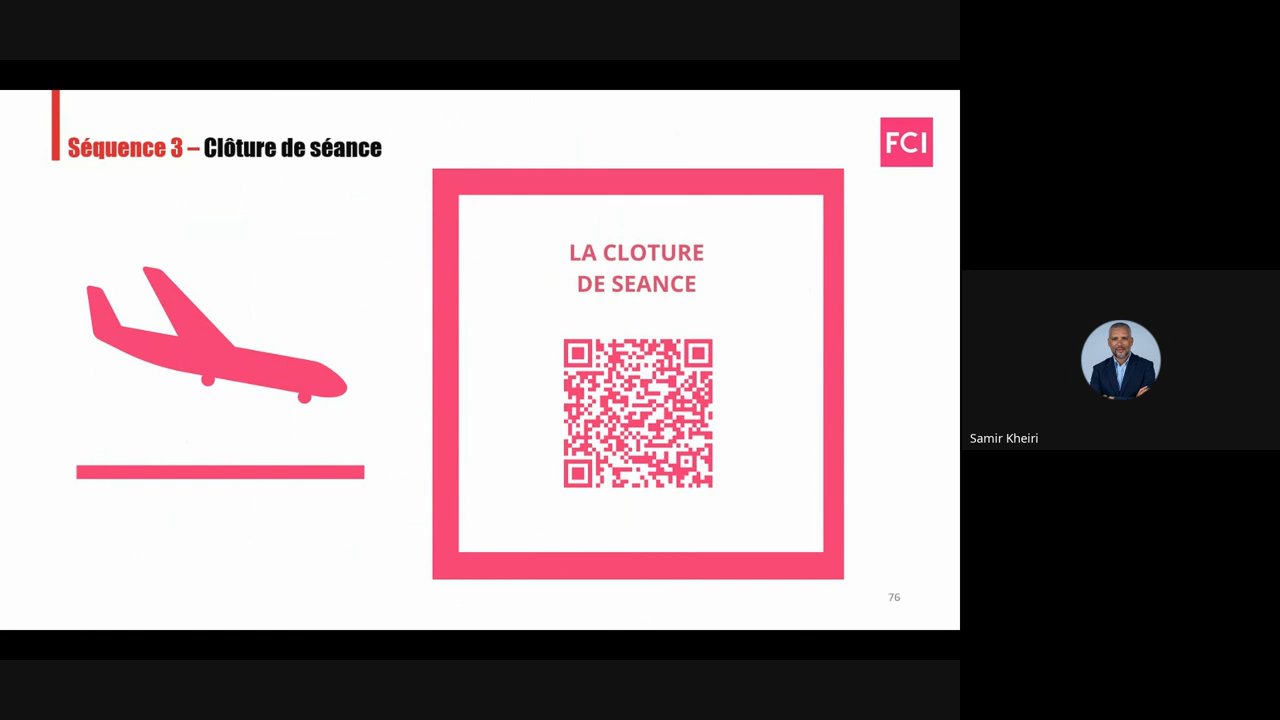 Séquence 3 – Clôture de séance
FCI
LA CLOTURE
DE SEANCE
76
Samir Kheiri